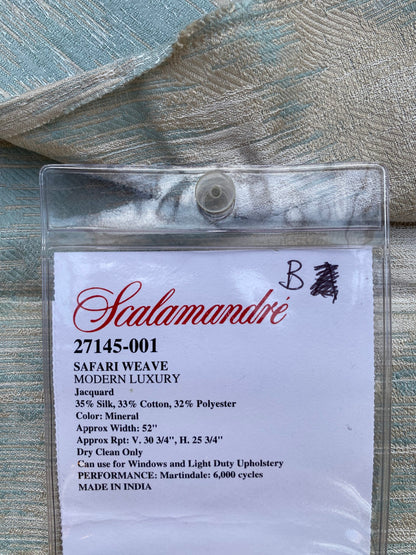 B
Scalamandré
27145-001
SAFARI WEAVE
MODERN LUXURY
Jacquard
35% Silk, 33% Cotton, 32% Polyester
Color: Mineral
Approx Width: 52"
Approx Rpt: V. 30 3/4", H. 25 3/4"
Dry Clean Only
Can use for Windows and Light Duty Upholstery
PERFORMANCE: Martindale: 6,000 cycles
MADE IN INDIA